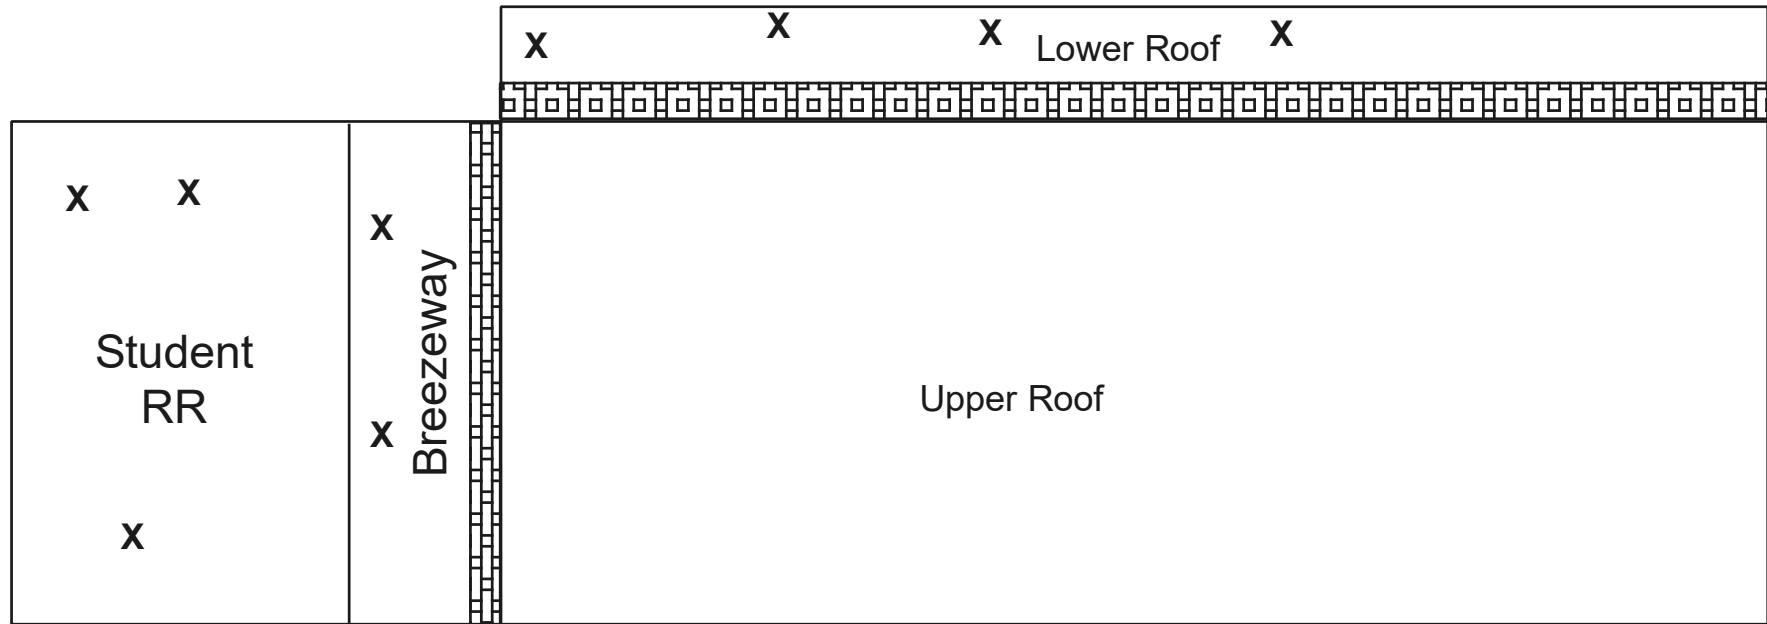 X X X Lower Roof X
X X
X
Breezeway
Student
RR
Upper Roof
X
X